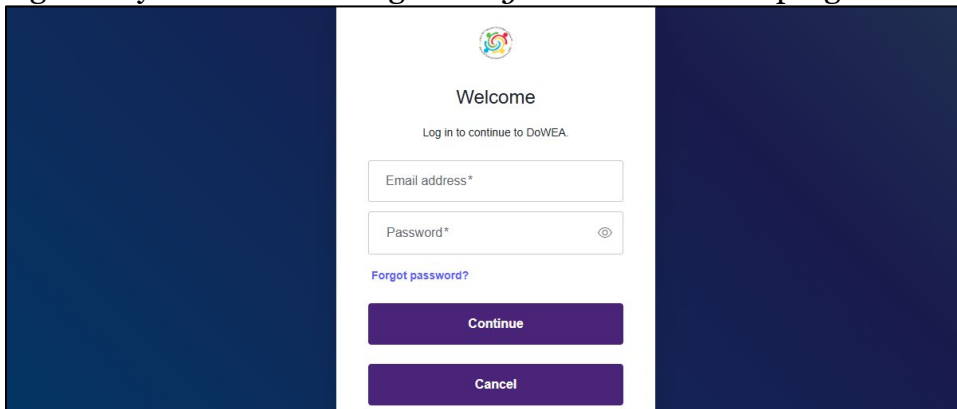 Welcome
Log in to continue to DoWEA.
Email address*
Password*
Forgot password?
Continue
Cancel